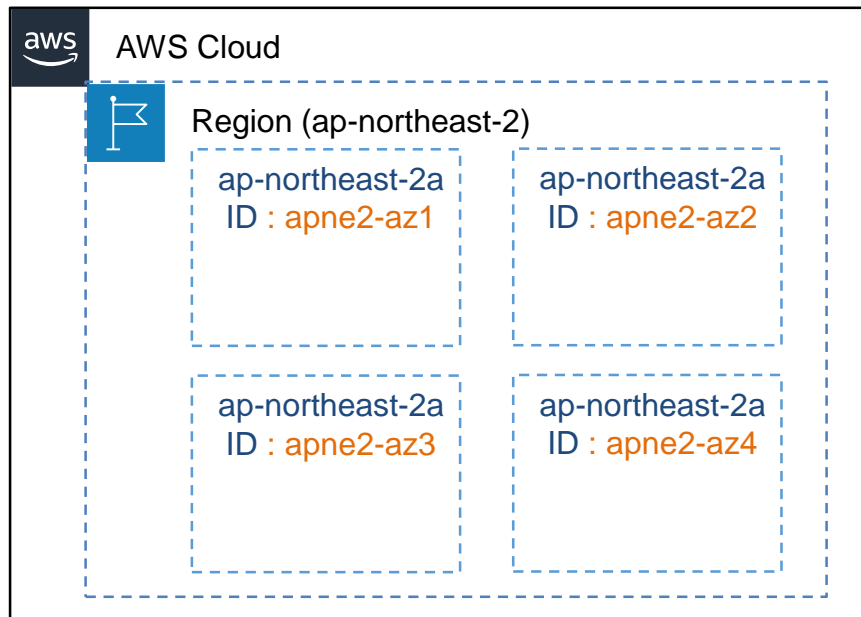 aws
AWS Cloud
Region (ap-northeast-2)
ap-northeast-2a
ID : apne2-az1
ap-northeast-2a
ID : apne2-az2
ap-northeast-2a
ID : apne2-az3
ap-northeast-2a
ID : apne2-az4